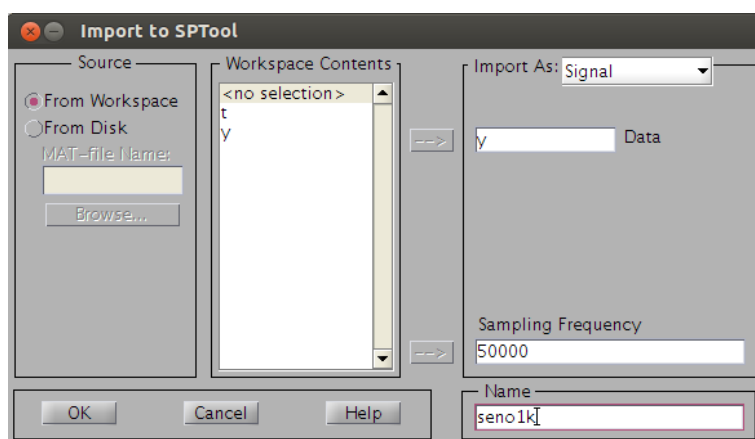 Import to SPTool
Source
From Workspace
From Disk
MAT-file Name:
Browse...
Workspace Contents
<no selection>
t
y
-->
-->
Import As: Signal
y Data
Sampling Frequency
50000
Name
seno1k
OK Cancel Help